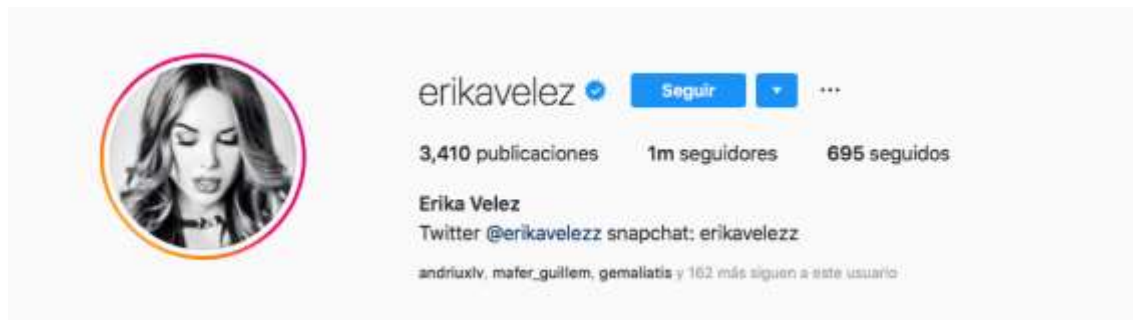 erikavelez Seguir ...
3,410 publicaciones 1m seguidores 695 seguidos
Erika Velez
Twitter @erikavelezz snapchat: erikavelezz
andriuxlv, mafer_guillem, gemaliatis y 162 más siguen a este usuario